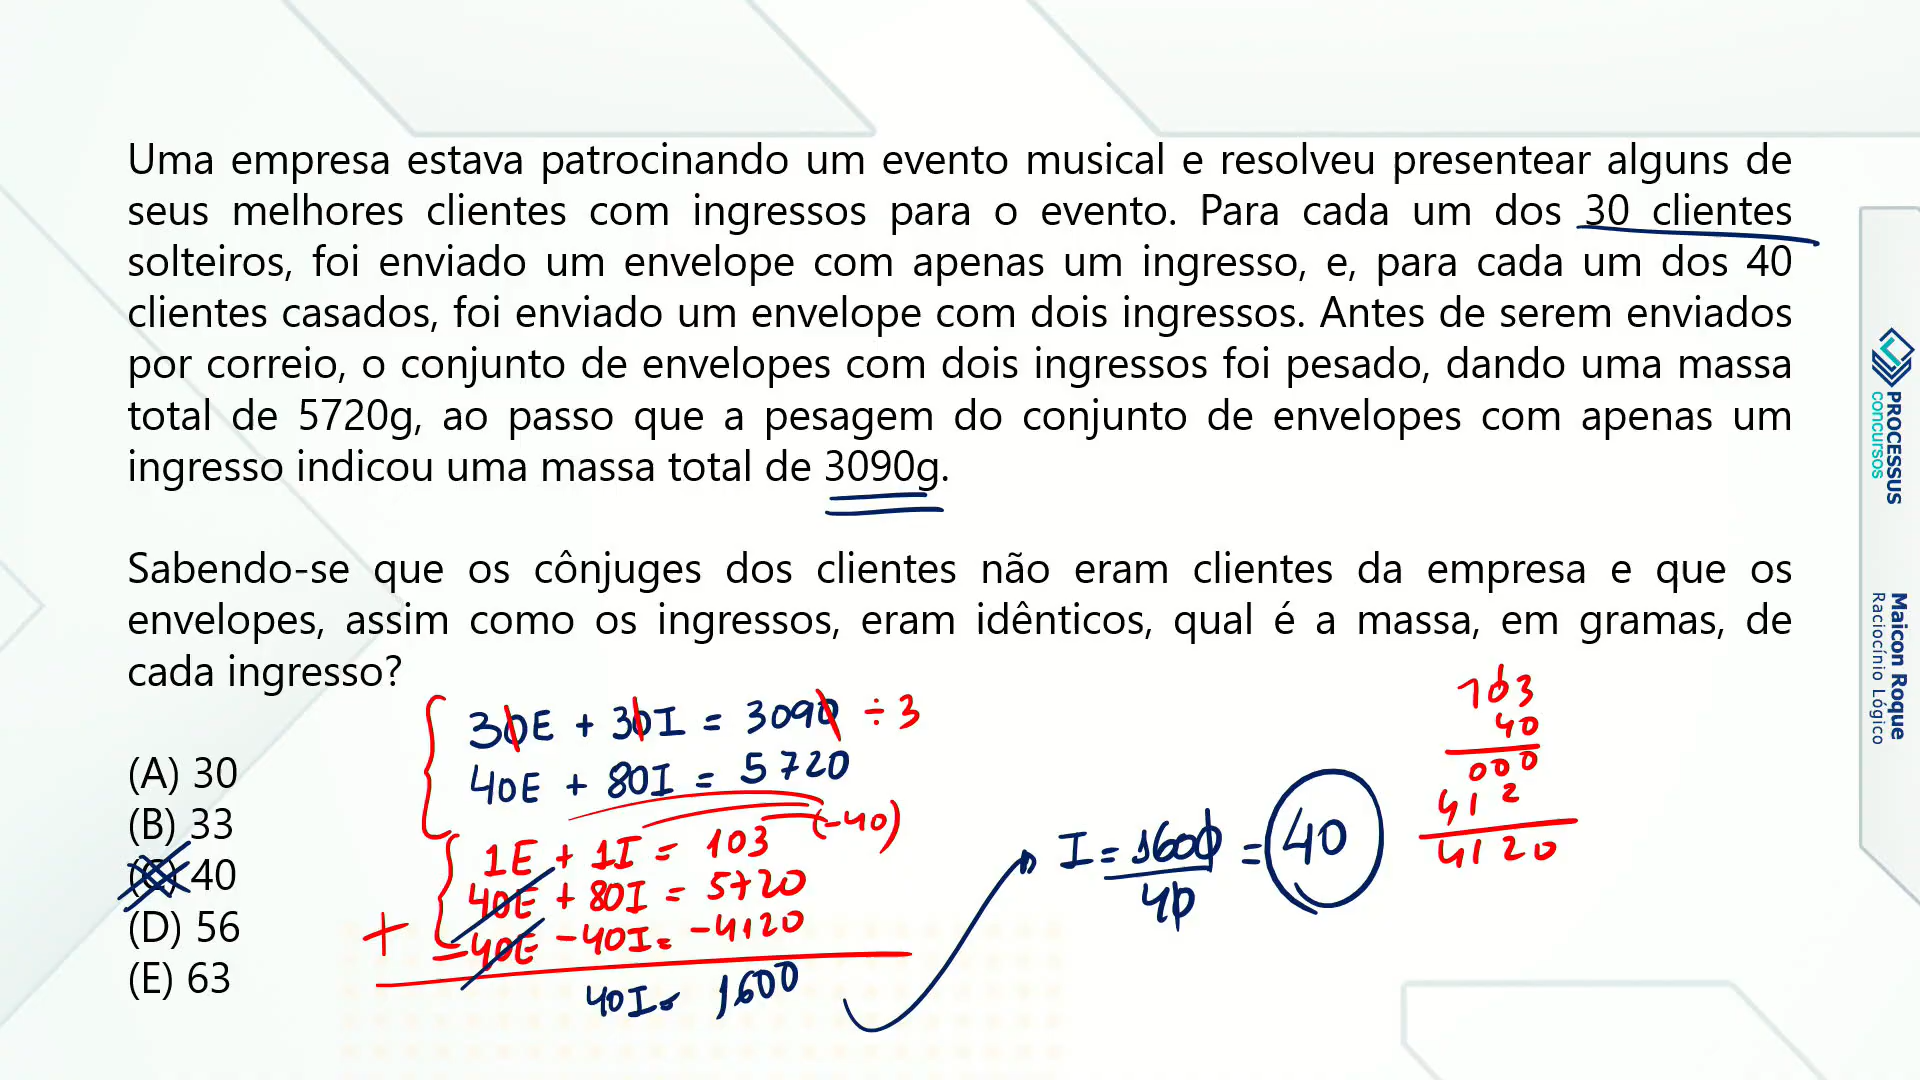 Uma empresa estava patrocinando um evento musical e resolveu presentear alguns de
seus melhores clientes com ingressos para o evento. Para cada um dos 30 clientes
solteiros, foi enviado um envelope com apenas um ingresso, e, para cada um dos 40
clientes casados, foi enviado um envelope com dois ingressos. Antes de serem enviados
por correio, o conjunto de envelopes com dois ingressos foi pesado, dando uma massa
total de 5720g, ao passo que a pesagem do conjunto de envelopes com apenas um
ingresso indicou uma massa total de 3090g.
Sabendo-se que os cônjuges dos clientes não eram clientes da empresa e que os
envelopes, assim como os ingressos, eram idênticos, qual é a massa, em gramas, de
cada ingresso?
(A) 30
(B) 33
(C) 40
(D) 56
(E) 63
30E + 30I = 3090 ÷ 3
40E + 80I = 5720
1E + 1I = 103 (-40)
40E + 80I = 5720
+ -40E - 40I = -4120
40I = 1600
I = 1600 = 40
40
103
40
000
412
4120
PROCESSUS
concursos
Maicon Roque
Raciocínio Lógico